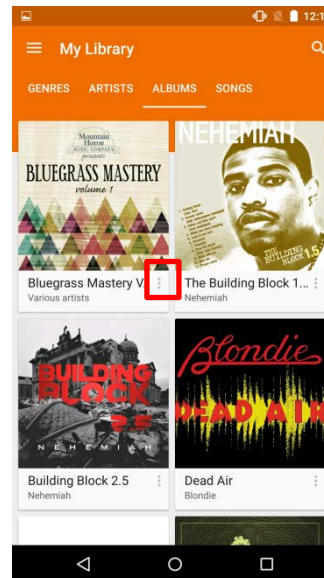 12:1
My Library
GENRES ARTISTS ALBUMS SONGS
Mountain
Home
MUSIC COMPANY
presents
BLUEGRASS MASTERY
volume 1
NEHEMIAH
THE
BUILDING
BLOCK 1.5
Bluegrass Mastery V
Various artists
The Building Block 1...
Nehemiah
BUILDING
BLOCK
2.5
NEHEMIAH
Blondie
DEAD AIR
Building Block 2.5
Nehemiah
Dead Air
Blondie